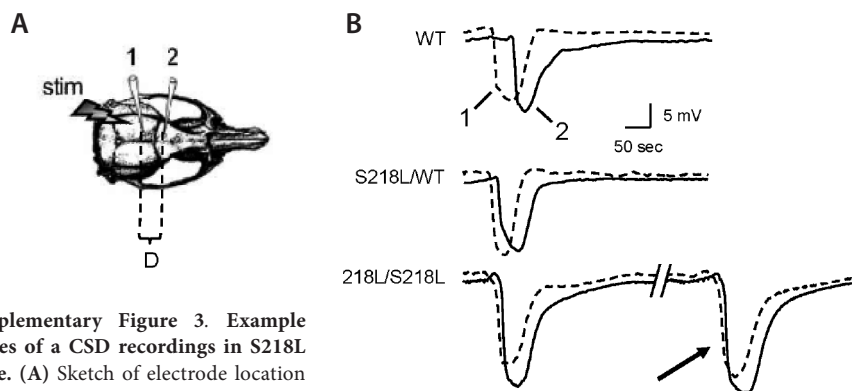 A
1 2
stim
D
B
WT
1
2
5 mV
50 sec
S218L/WT
218L/S218L
plementary Figure 3. Example
es of a CSD recordings in S218L
e. (A) Sketch of electrode location